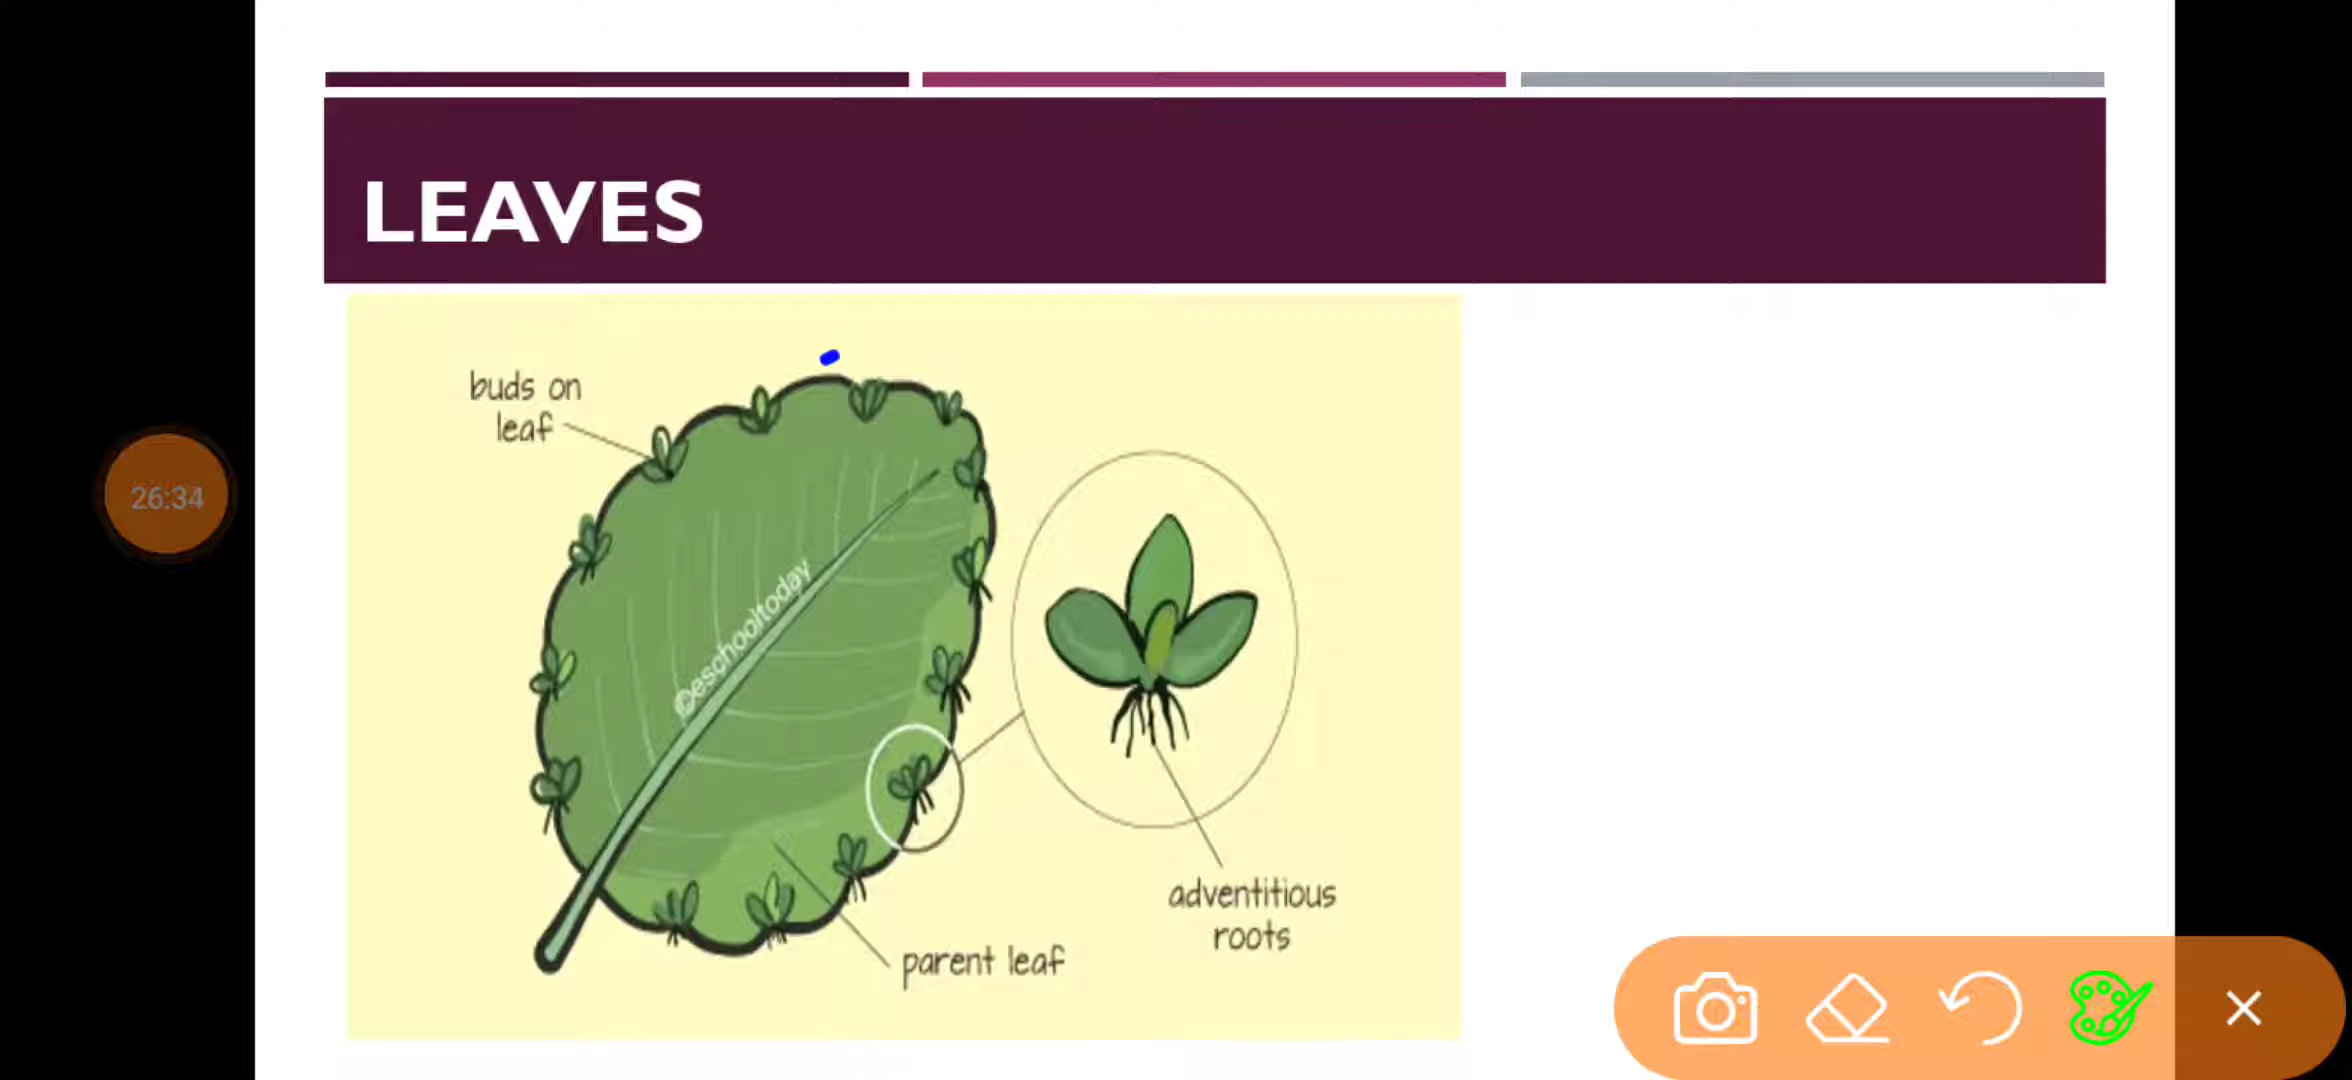 LEAVES
buds on
leaf
26:34
©eschooltoday
adventitious
roots
parent leaf